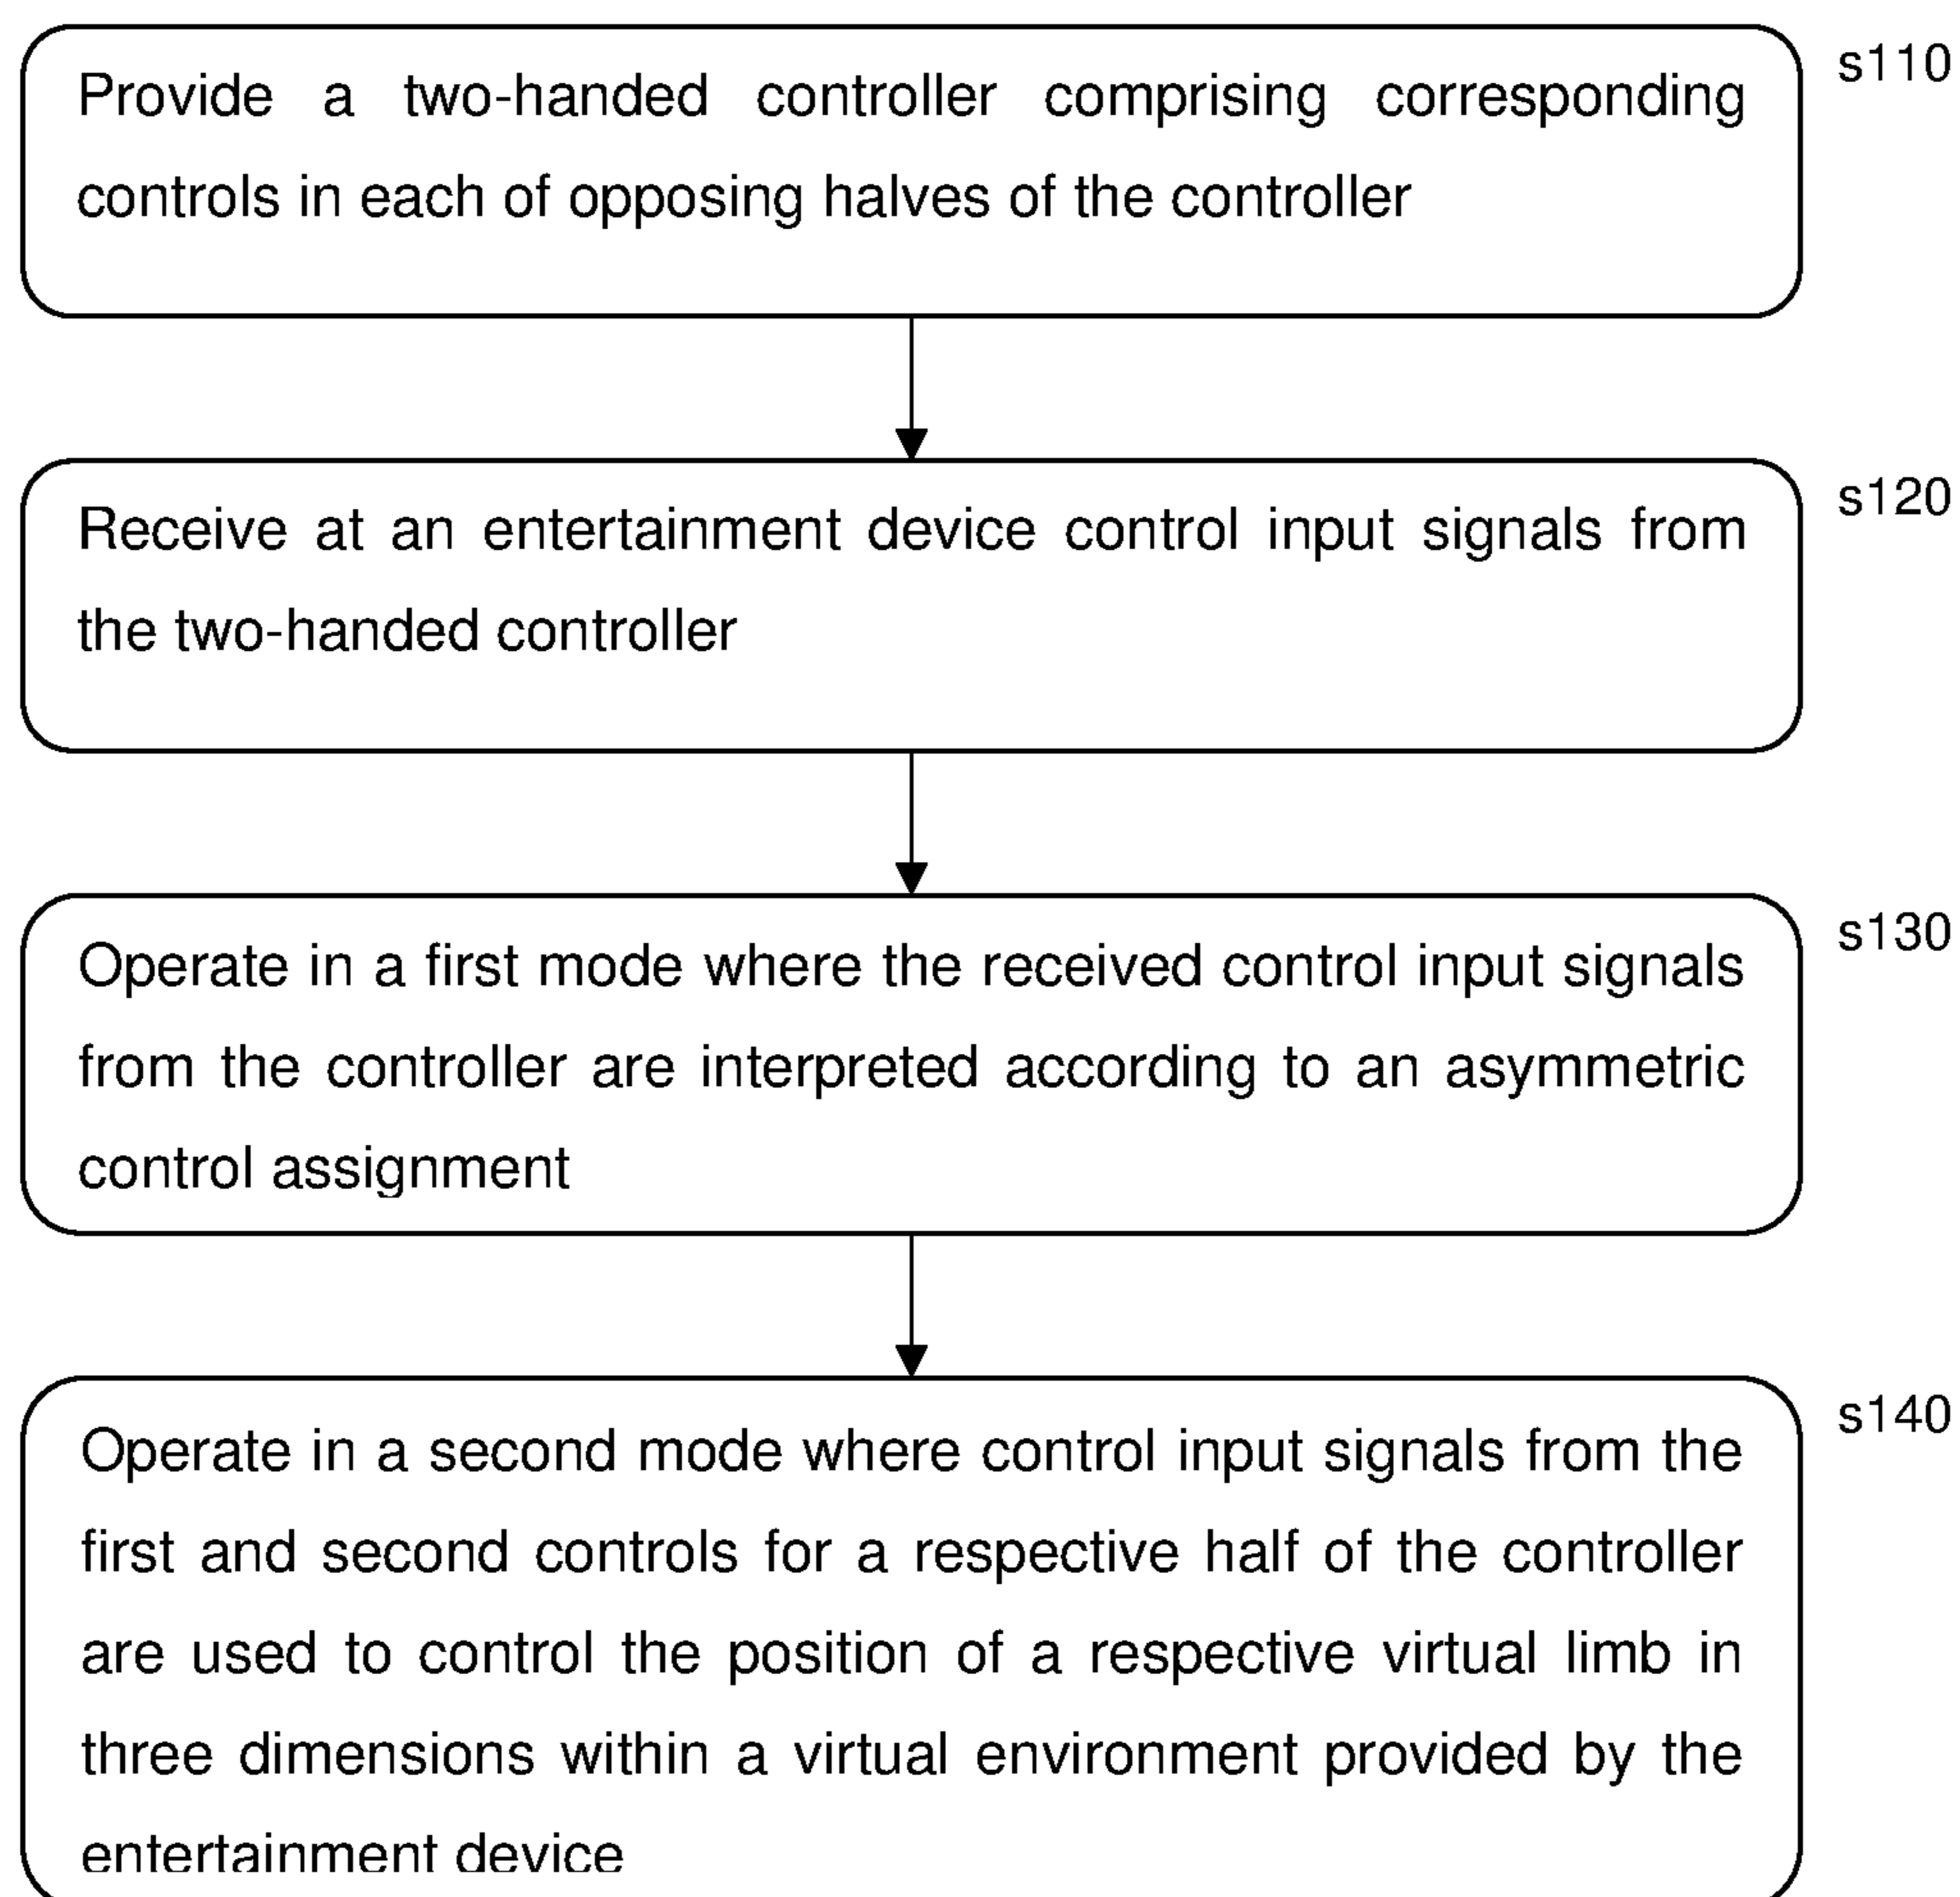 Provide a two-handed controller comprising corresponding
controls in each of opposing halves of the controller
s110
Receive at an entertainment device control input signals from
the two-handed controller
s120
Operate in a first mode where the received control input signals
from the controller are interpreted according to an asymmetric
control assignment
s130
Operate in a second mode where control input signals from the
first and second controls for a respective half of the controller
are used to control the position of a respective virtual limb in
three dimensions within a virtual environment provided by the
entertainment device
s140